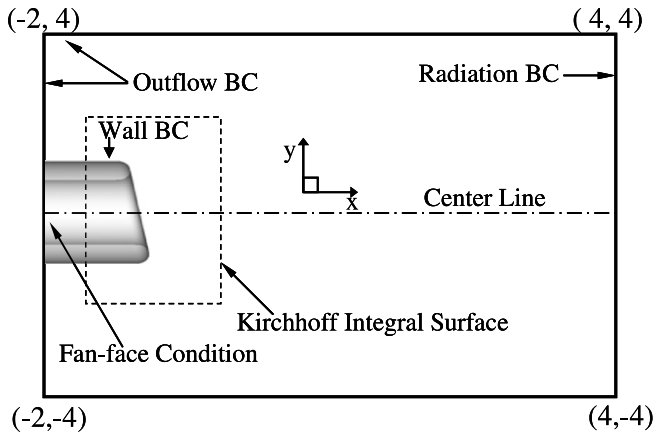 (-2, 4)
( 4, 4)
Outflow BC
Radiation BC
Wall BC
y
x
Center Line
Kirchhoff Integral Surface
Fan-face Condition
(-2,-4)
(4,-4)